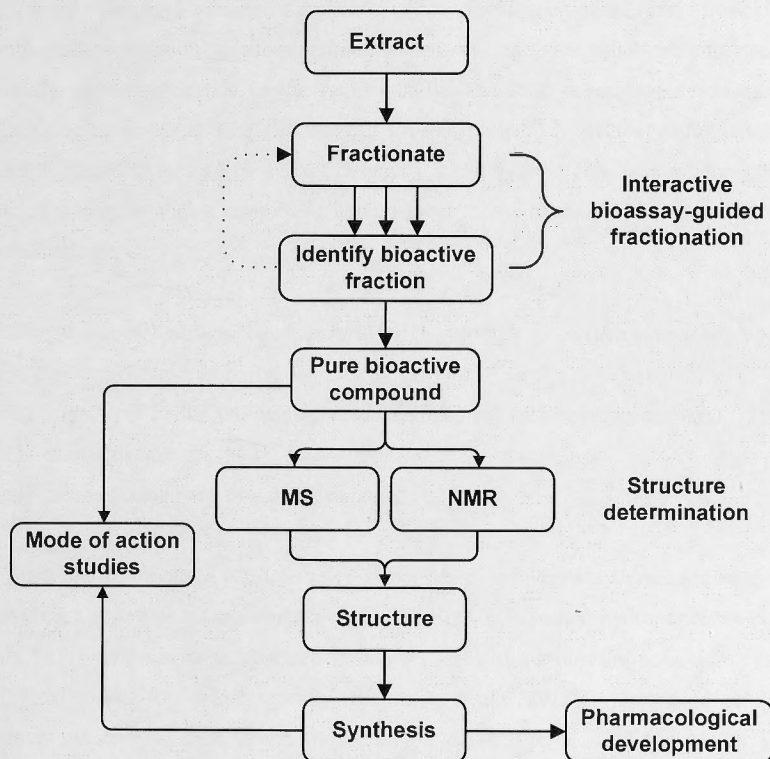 Extract
Fractionate
Interactive
bioassay-guided
fractionation
Identify bioactive
fraction
Pure bioactive
compound
MS
NMR
Structure
determination
Mode of action
studies
Structure
Synthesis
Pharmacological
development